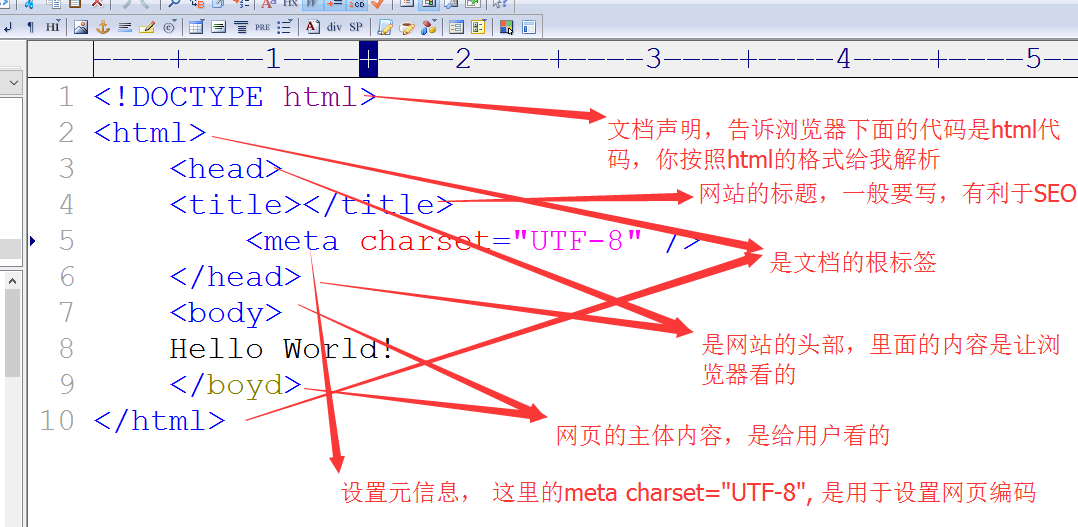 HI PRE A div SP
----+----1----+----2----+----3----+----4----+----5--
1 <!DOCTYPE html>
文档声明，告诉浏览器下面的代码是html代
码，你按照html的格式给我解析
2 <html>
3 <head>
4 <title></title>
网站的标题，一般要写，有利于SEO
5 <meta charset="UTF-8" />
是文档的根标签
6 </head>
7 <body>
8 Hello World!
是网站的头部，里面的内容是让浏
览器看的
9 </boyd>
10 </html>
网页的主体内容，是给用户看的
设置元信息， 这里的meta charset="UTF-8", 是用于设置网页编码